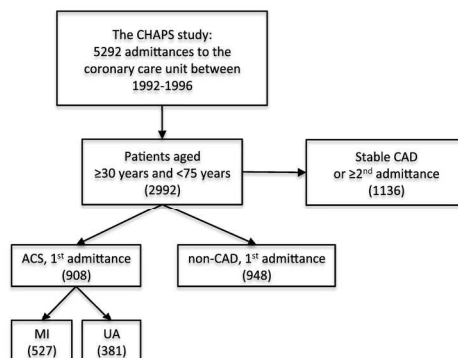 The CHAPS study:
5292 admittances to the
coronary care unit between
1992-1996
Patients aged
≥30 years and <75 years
(2992)
Stable CAD
or ≥2nd admittance
(1136)
ACS, 1st admittance
(908)
non-CAD, 1st admittance
(948)
MI
(527)
UA
(381)